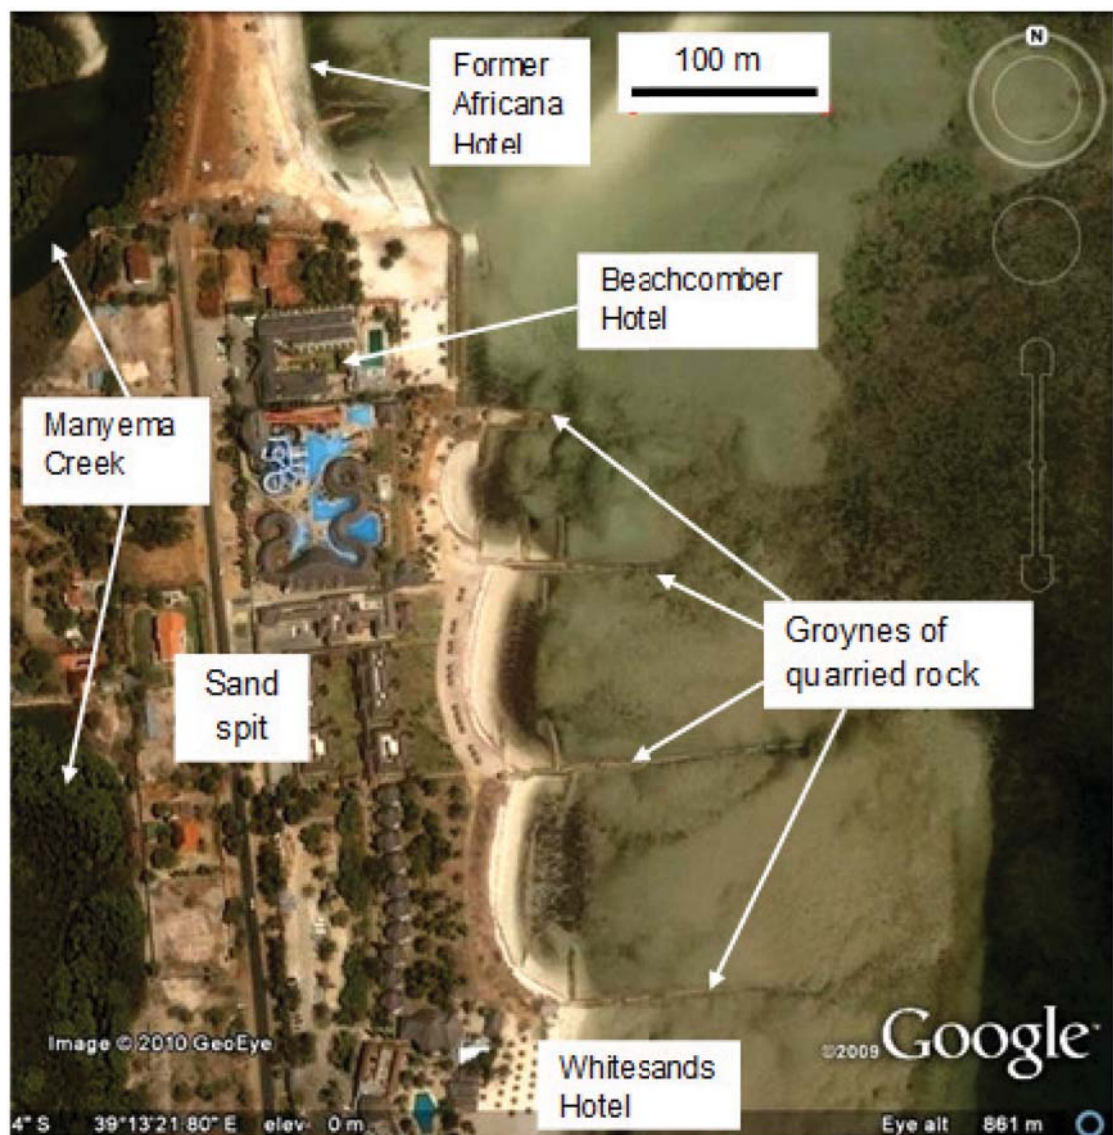 N
Former
Africana
Hotel
100 m
Beachcomber
Hotel
Manyema
Creek
Groynes of
quarried rock
Sand
spit
Image © 2010 GeoEye
©2009 Google™
Whitesands
Hotel
4" S 39°13'21.80" E elev 0 m Eye alt 861 m